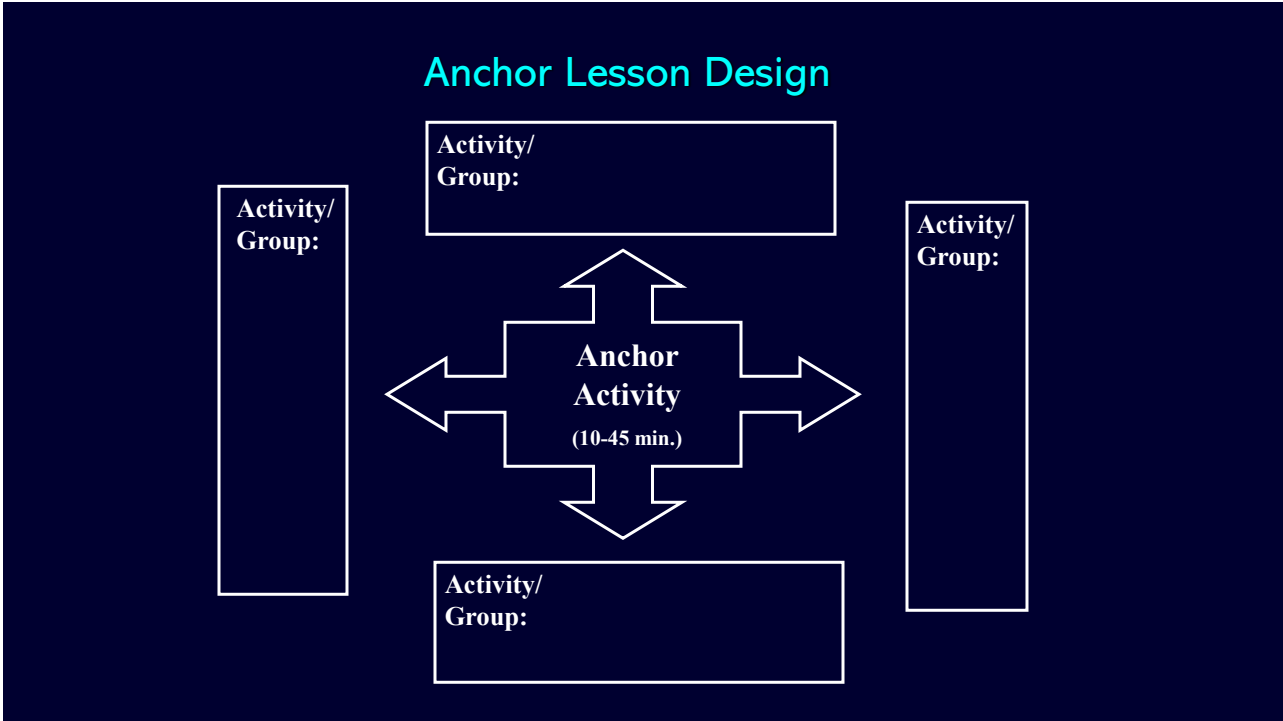 Anchor Lesson Design
Activity/
Group:
Activity/
Group:
Activity/
Group:
Anchor
Activity
(10-45 min.)
Activity/
Group: